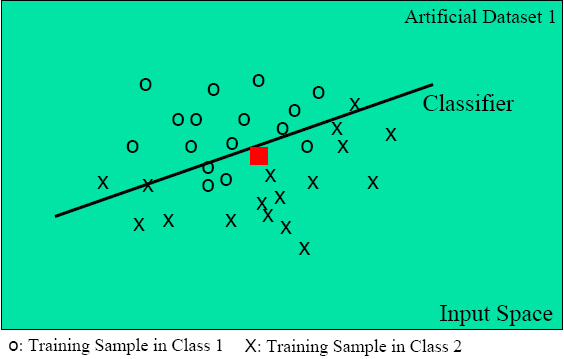 Artificial Dataset 1
Classifier
Input Space
o: Training Sample in Class 1 X: Training Sample in Class 2